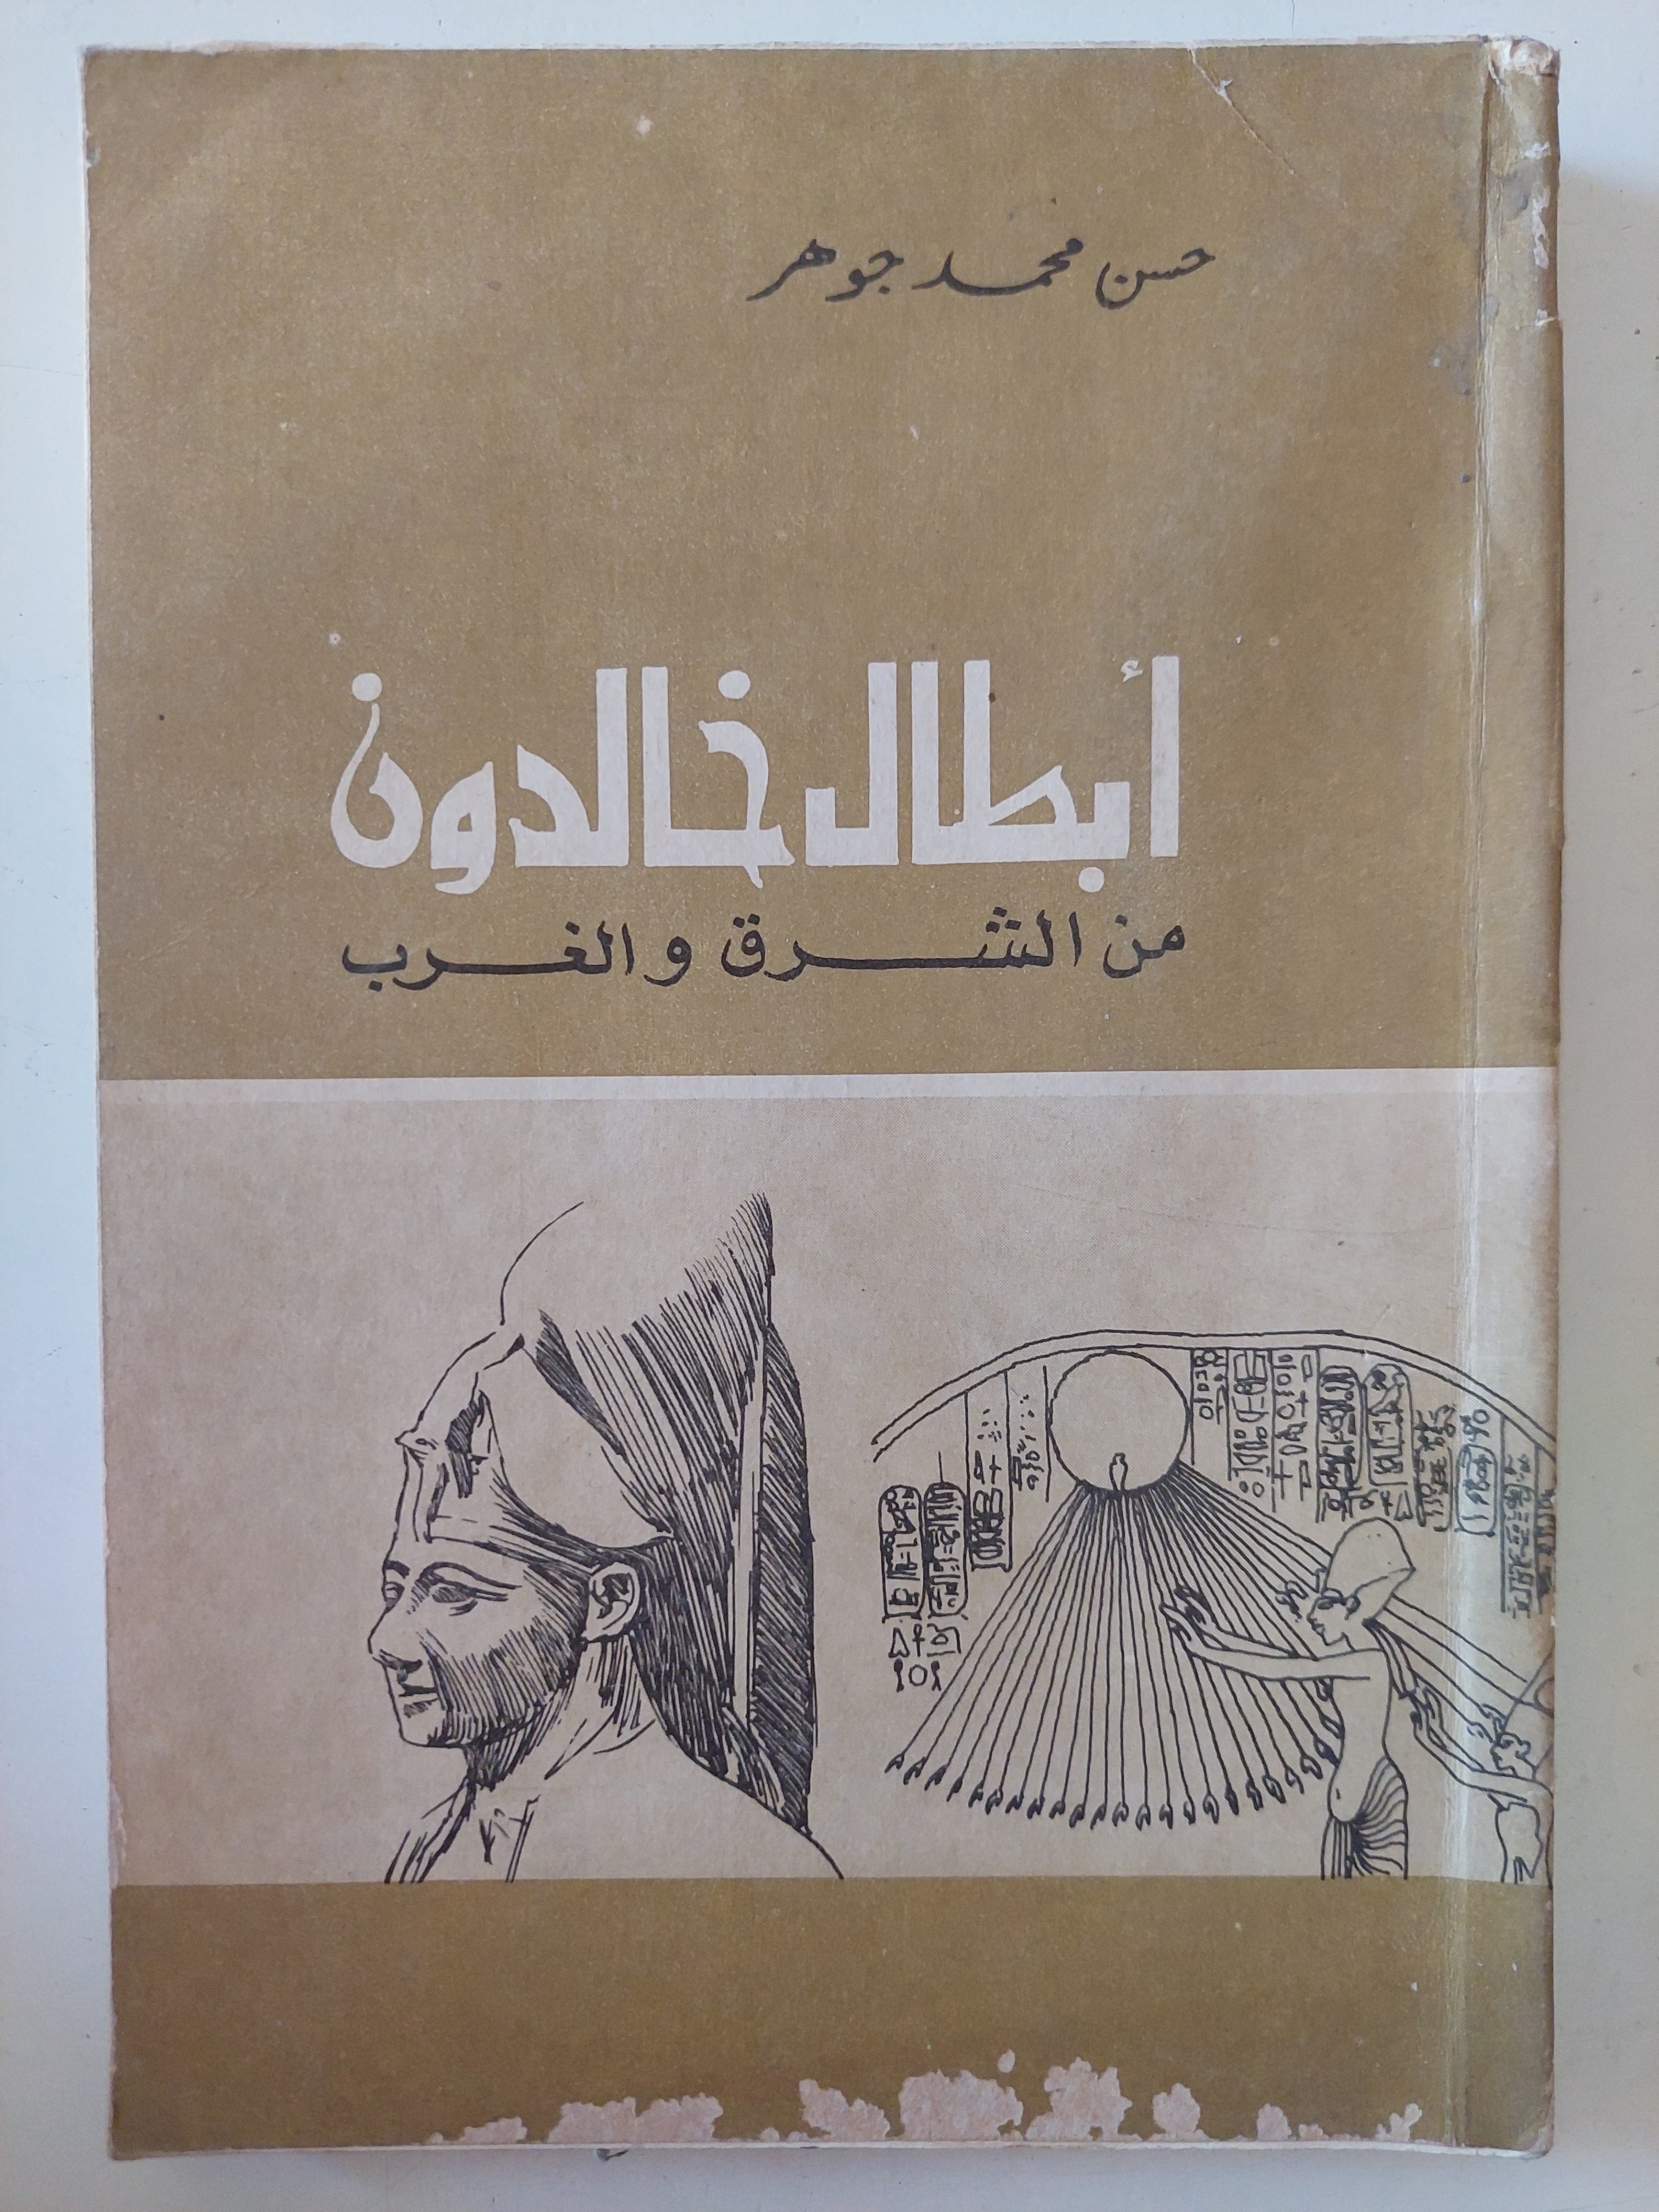 حسن محمد جوهر
أبطال خالدون
من الشرق والغرب